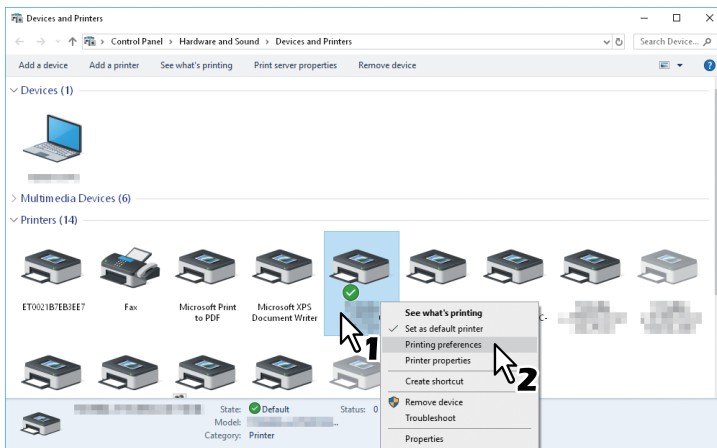 Devices and Printers
Control Panel > Hardware and Sound > Devices and Printers
Search Device...
Add a device Add a printer See what's printing Print server properties Remove device
Devices (1)
Multimedia Devices (6)
Printers (14)
ET0021B7EB3EE7
Fax
Microsoft Print
to PDF
Microsoft XPS
Document Writer
C-
1
See what's printing
Set as default printer
Printing preferences
Printer properties
2
Create shortcut
Remove device
Troubleshoot
Properties
State: Default Status: 0
Model:
Category: Printer